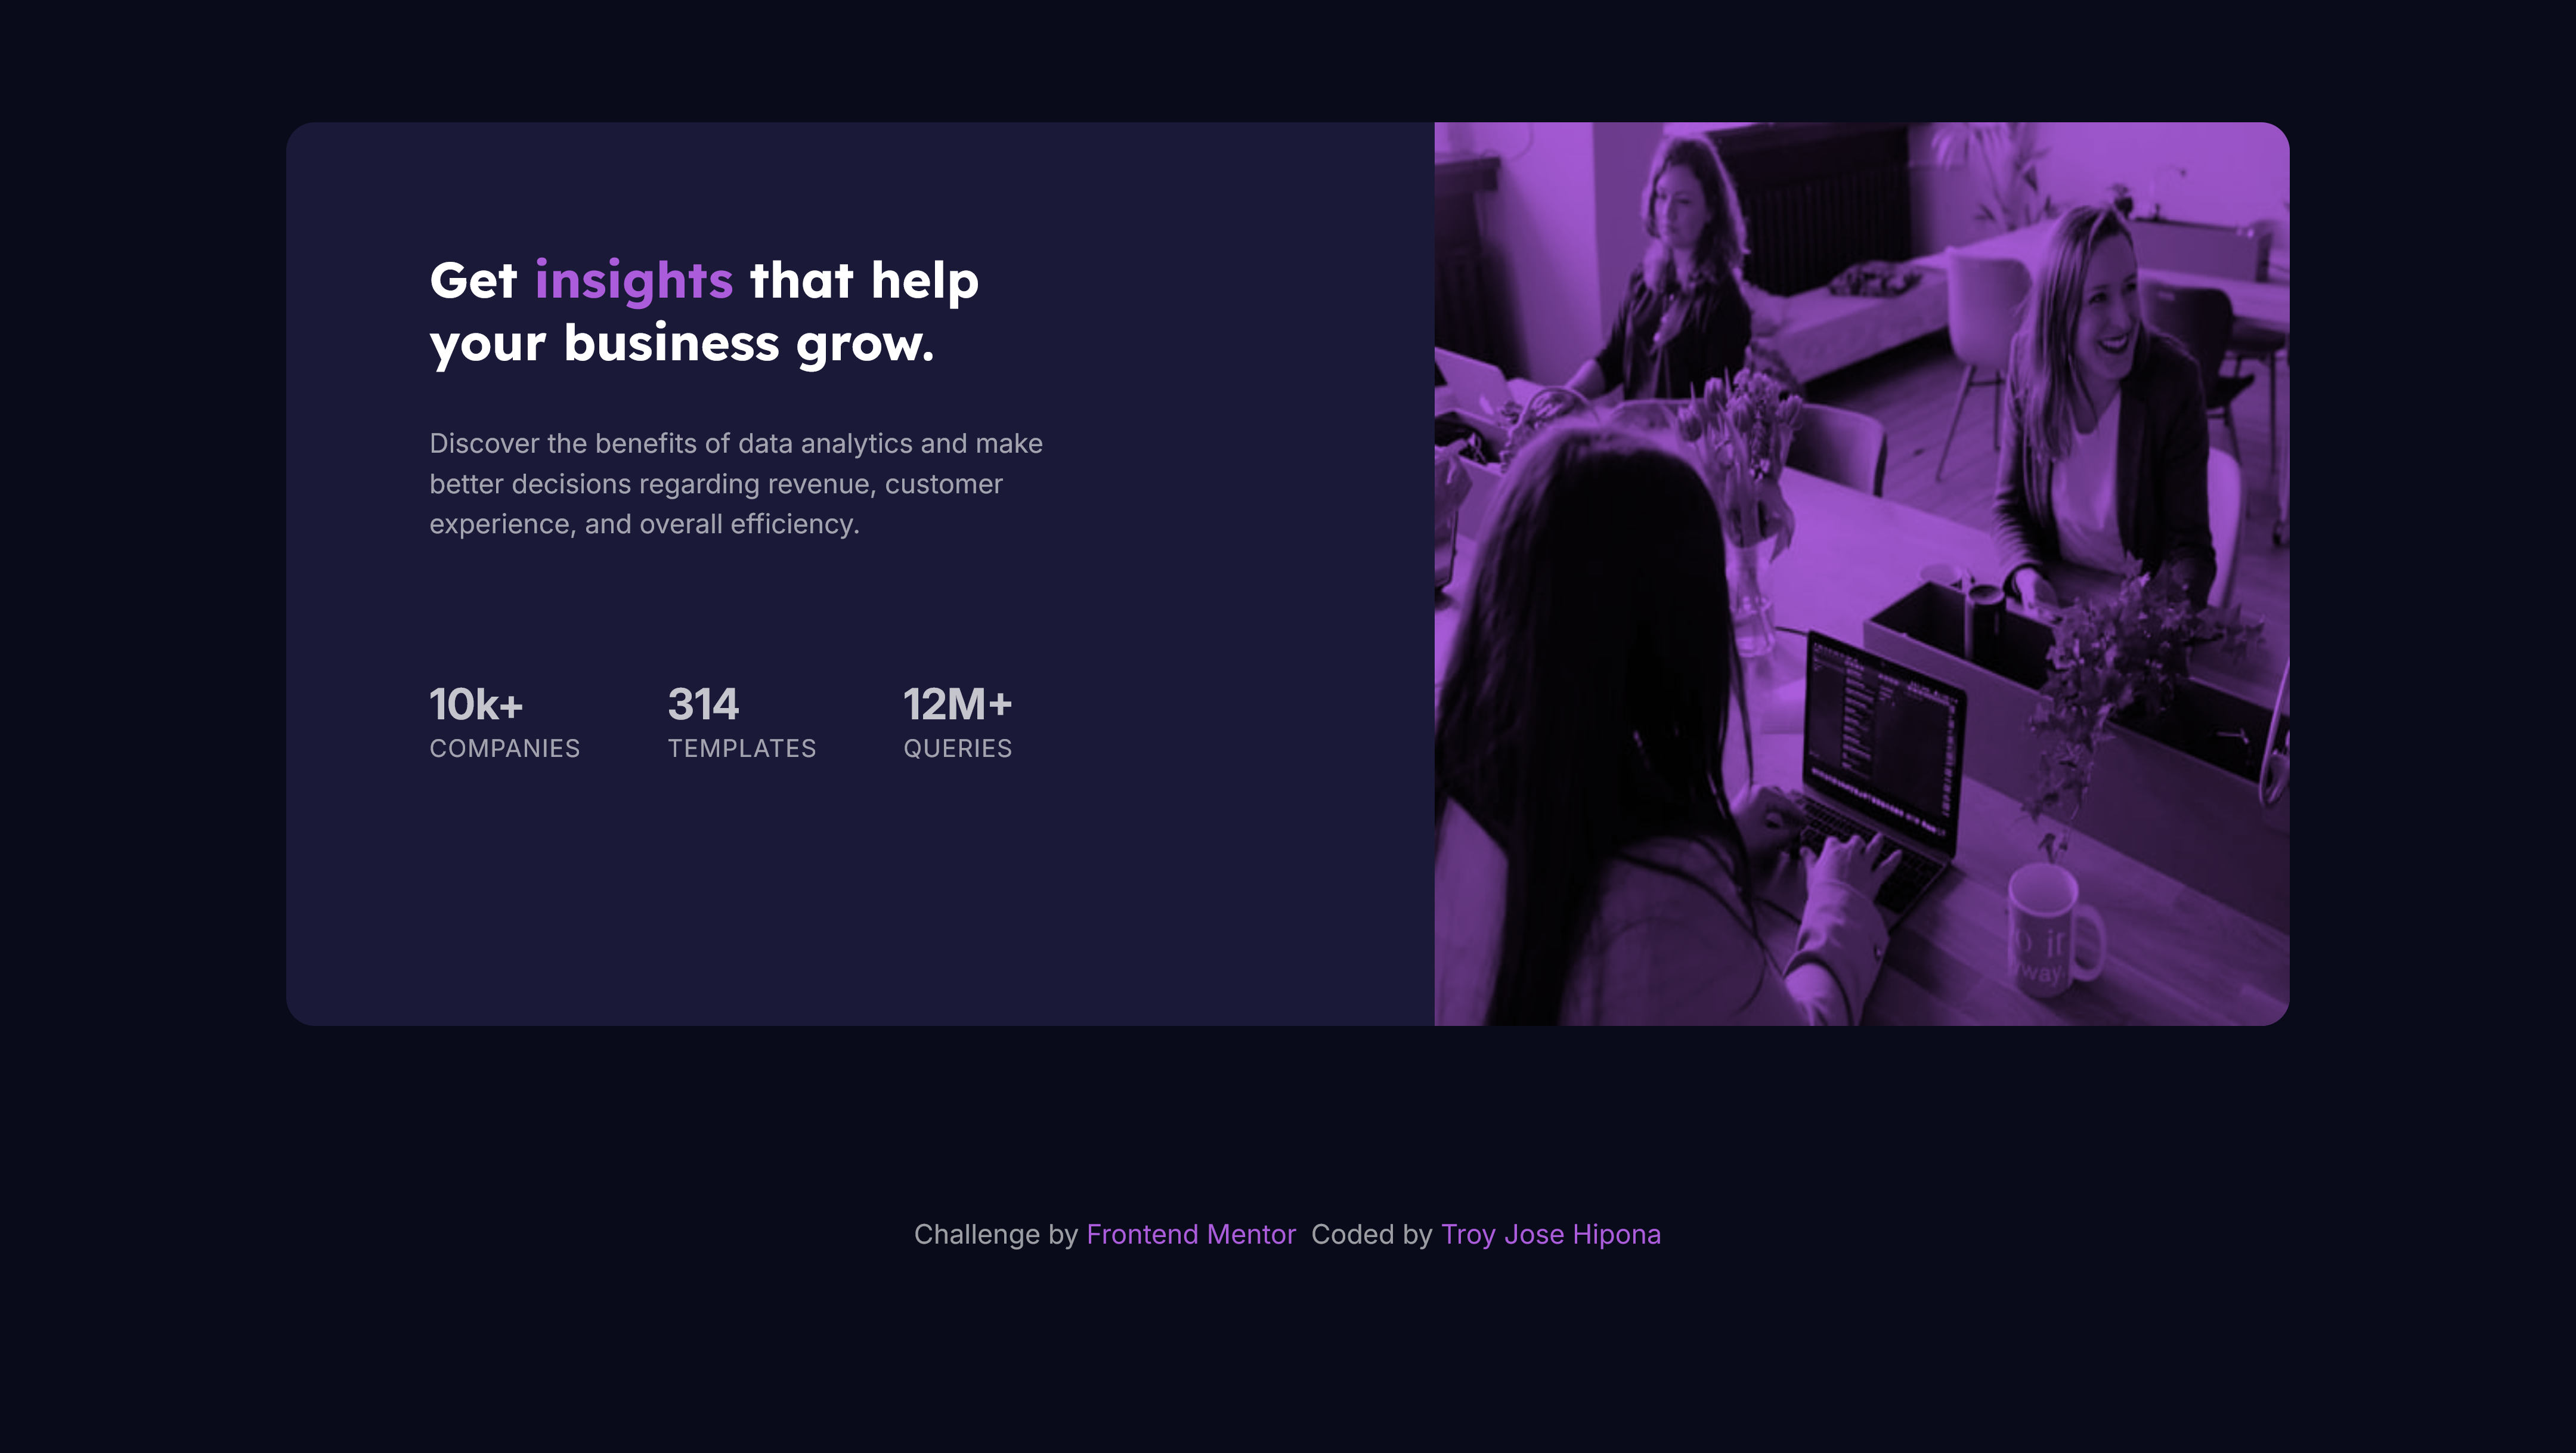 Get insights that help
your business grow.
Discover the benefits of data analytics and make
better decisions regarding revenue, customer
experience, and overall efficiency.
10k+ 314 12M+
COMPANIES TEMPLATES QUERIES
Challenge by Frontend Mentor Coded by Troy Jose Hipona